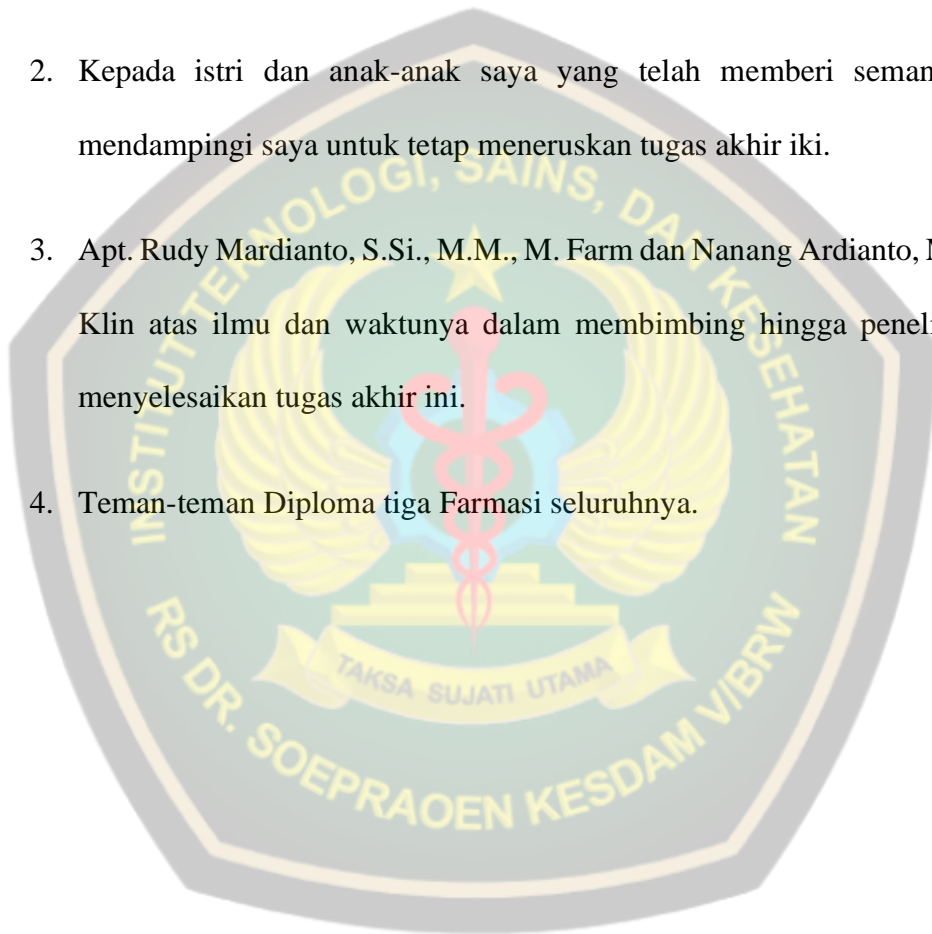 2. Kepada istri dan anak-anak saya yang telah memberi seman
mendampingi saya untuk tetap meneruskan tugas akhir iki.
3. Apt. Rudy Mardianto, S.Si., M.M., M. Farm dan Nanang Ardianto,
Klin atas ilmu dan waktunya dalam membimbing hingga penel
menyelesaikan tugas akhir ini.
4. Teman-teman Diploma tiga Farmasi seluruhnya.
INSTITUT TEKNOLOGI, SAINS, DAN KESEHATAN
TAKSA SUJATI UTAMA
RS DR. SOEPRAOEN KESDAM V/BRW